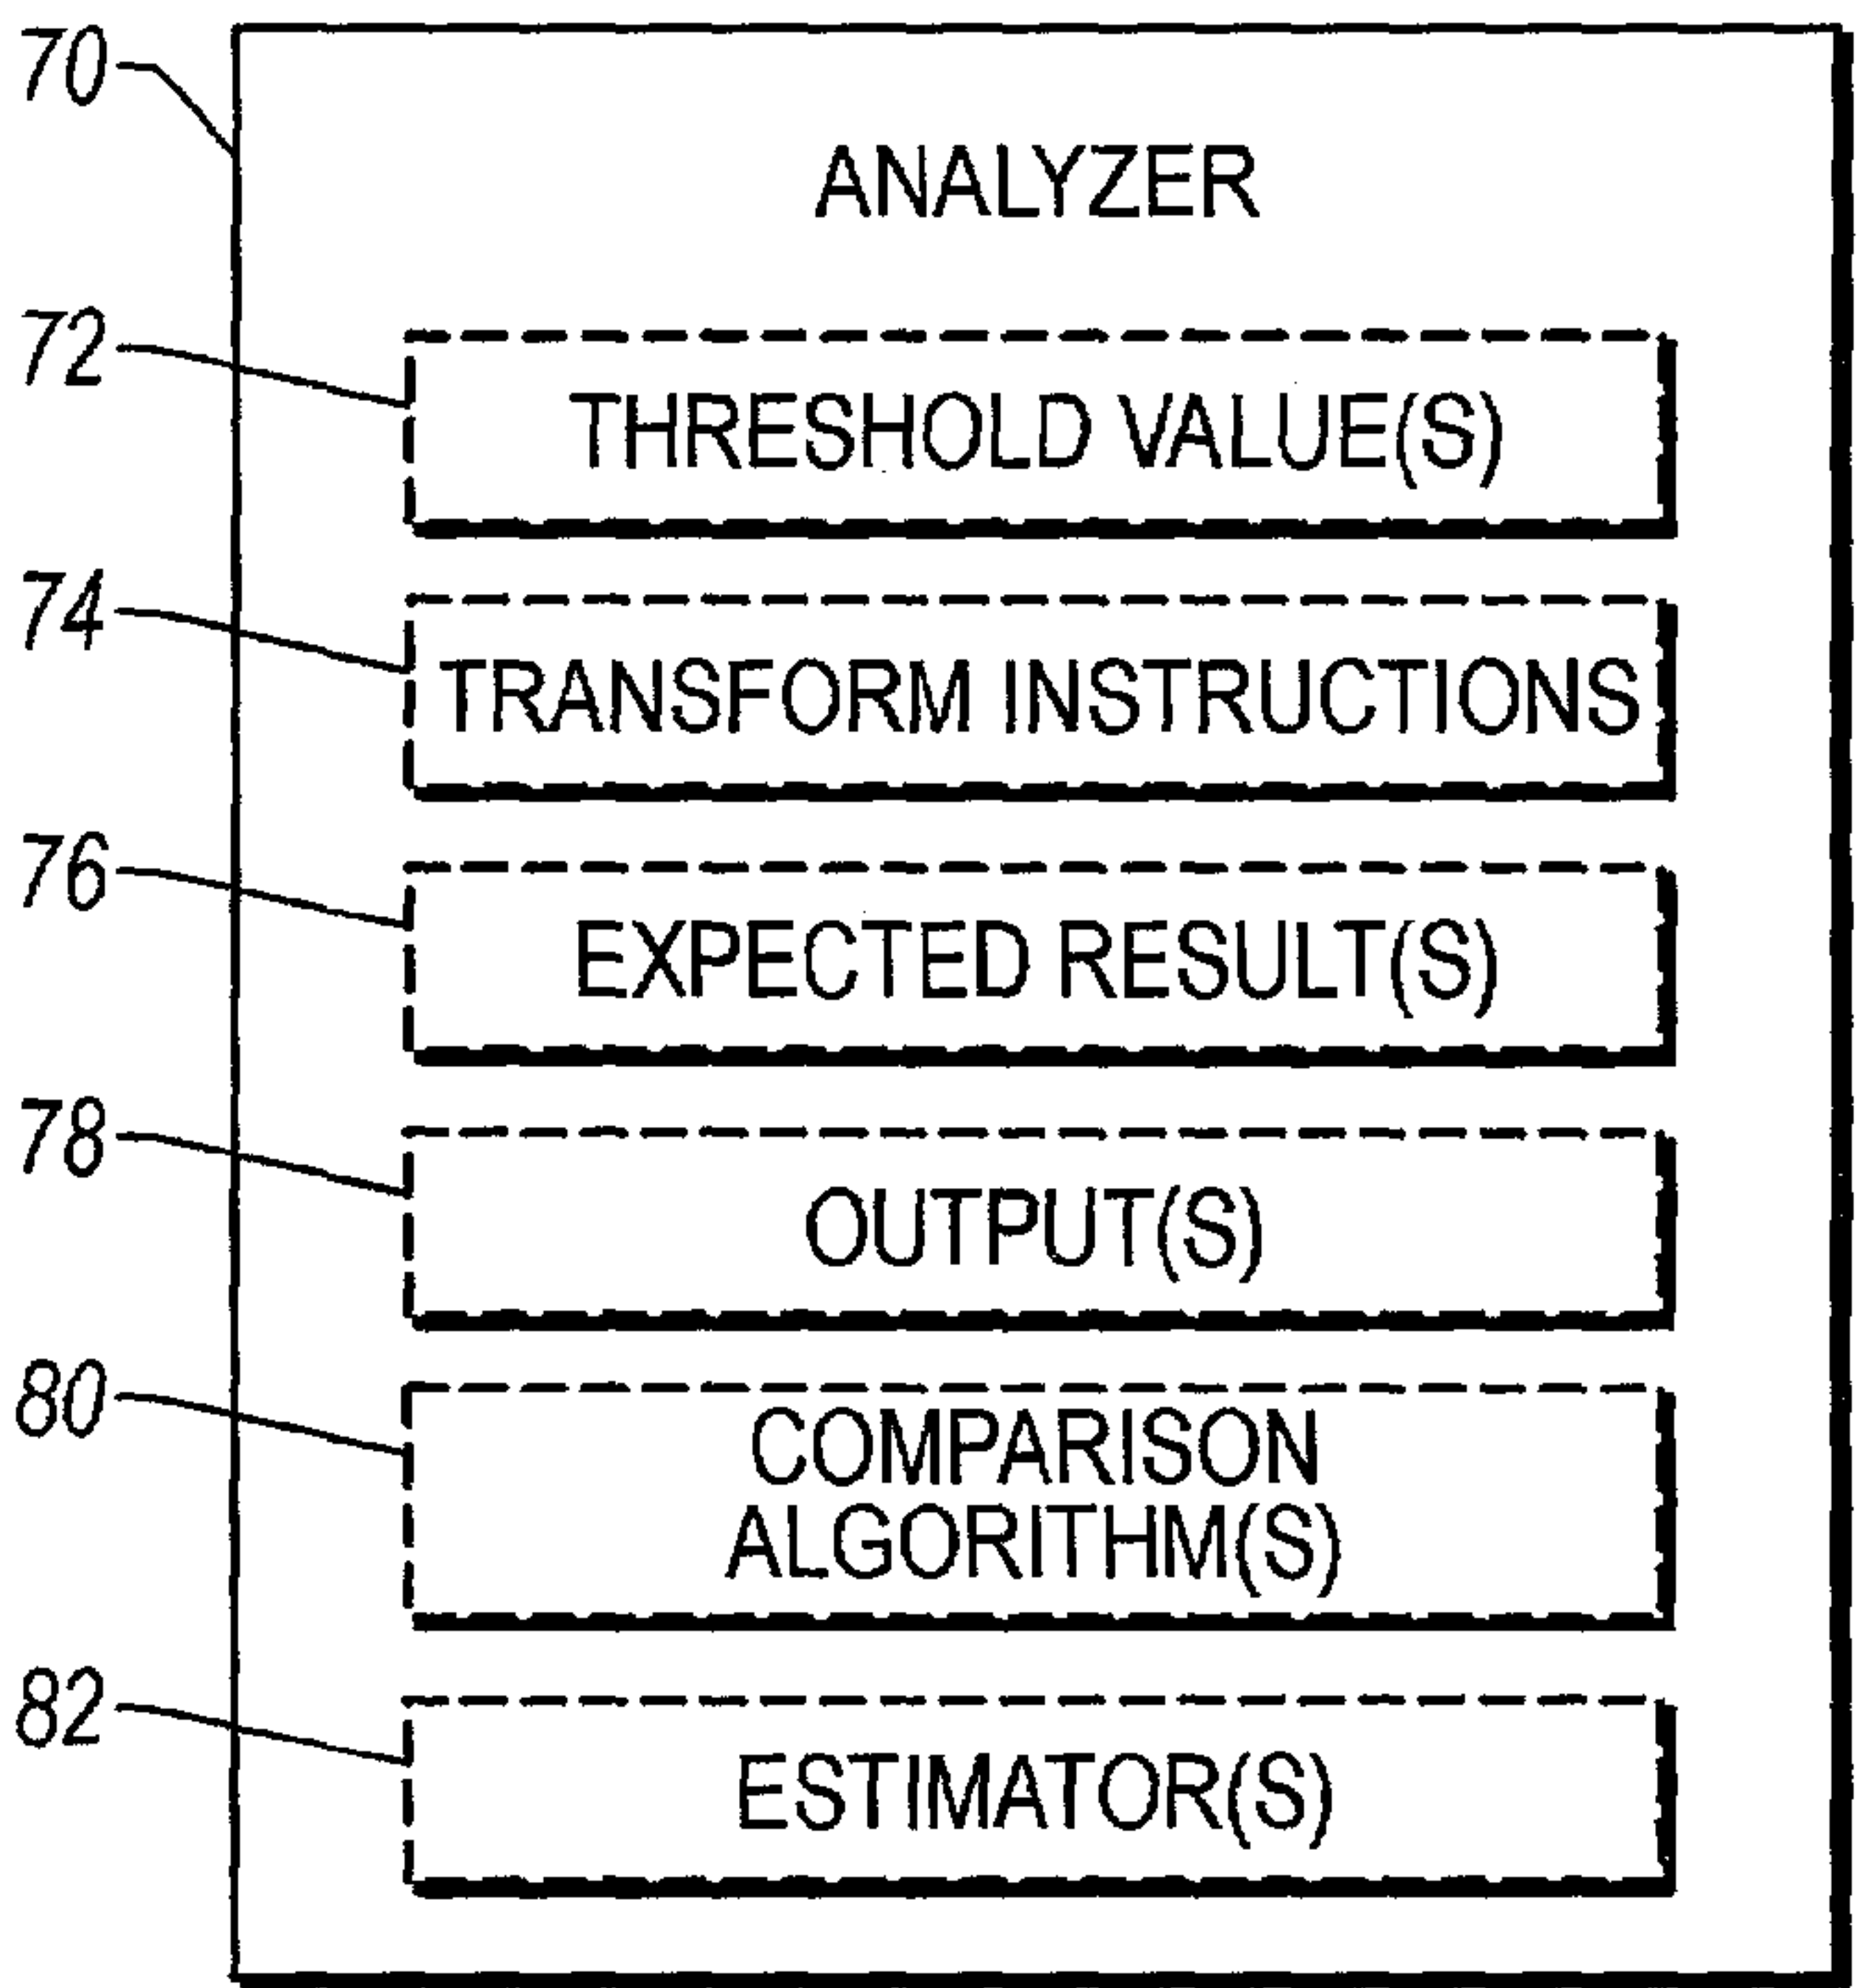 70
ANALYZER
72
THRESHOLD VALUE(S)
74
TRANSFORM INSTRUCTIONS
76
EXPECTED RESULT(S)
78
OUTPUT(S)
80
COMPARISON
ALGORITHM(S)
82
ESTIMATOR(S)